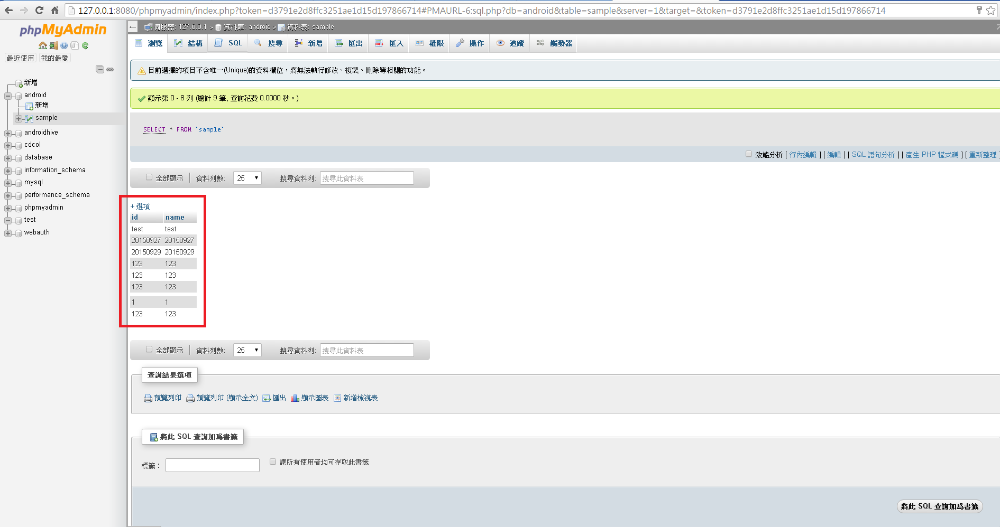 127.0.0.1:8080/phpmyadmin/index.php?token=d3791e2d8ffc3251ae1d15d197866714#PMAURL-6:sql.php?db=android&table=sample&server=1&target=&token=d3791e2d8ffc3251ae1d15d197866714
phpMyAdmin
最近使用 我的最愛
新增
android
新增
sample
androidhive
cdcol
database
information_schema
mysql
performance_schema
phpmyadmin
test
webauth
伺服器: 127.0.0.1 » 資料庫: android » 資料表: sample
瀏覽 結構 SQL 搜尋 新增 匯出 匯入 權限 操作 追蹤 觸發器
目前選擇的項目不含唯一(Unique)的資料欄位，將無法執行修改、複製、刪除等相關的功能。
顯示第 0 - 8 列 (總計 9 筆, 查詢花費 0.0000 秒。)
SELECT * FROM `sample`
效能分析 [ 行內編輯 ] [ 編輯 ] [ SQL 語句分析 ] [ 產生 PHP 程式碼 ] [ 重新整理 ]
全部顯示 | 資料列數: 25 搜尋資料列: 搜尋此資料表
+ 選項
id name
test test
20150927 20150927
20150929 20150929
123 123
123 123
123 123
1 1
123 123
全部顯示 | 資料列數: 25 搜尋資料列: 搜尋此資料表
查詢結果選項
預覽列印 預覽列印 (顯示全文) 匯出 顯示圖表 新增檢視表
將此 SQL 查詢加為書籤
標籤： 讓所有使用者均可存取此書籤
將此 SQL 查詢加為書籤